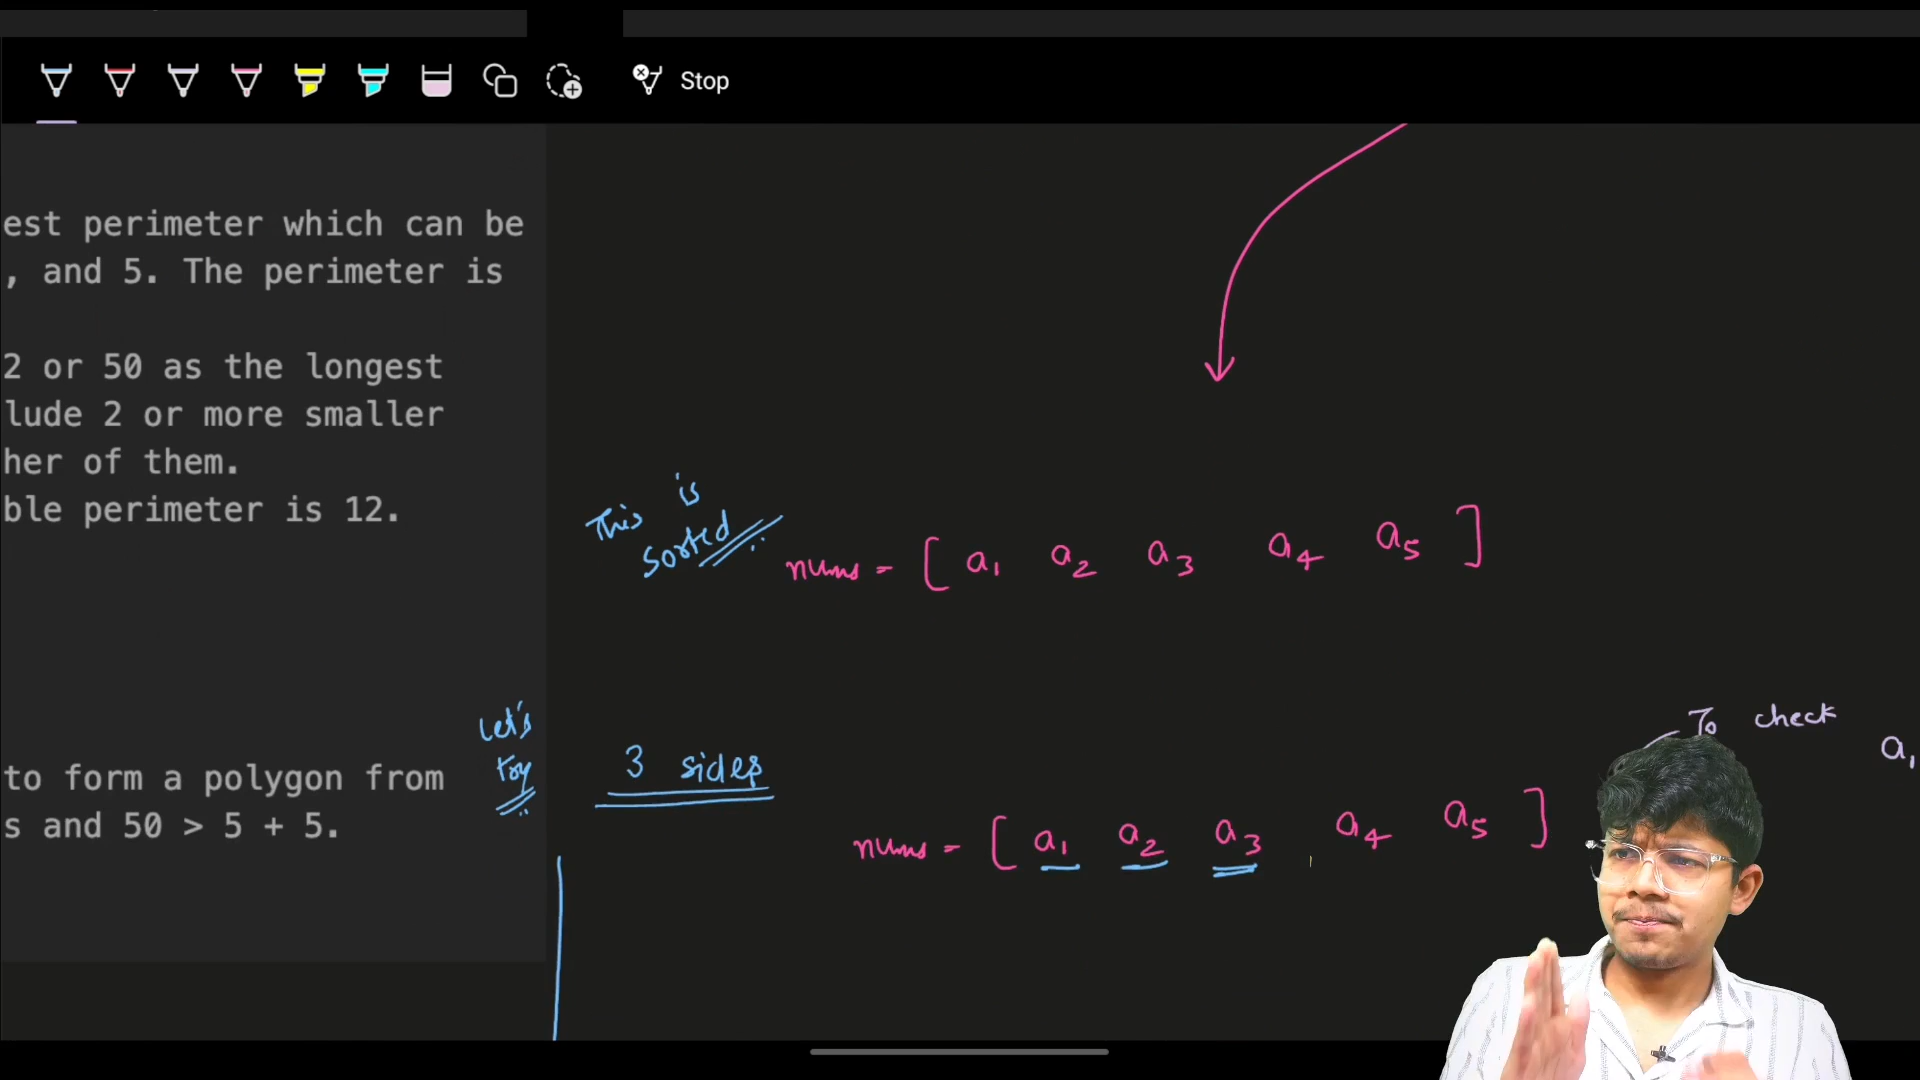 Stop
est perimeter which can be
, and 5. The perimeter is
2 or 50 as the longest
lude 2 or more smaller
her of them.
ble perimeter is 12.
to form a polygon from
s and 50 > 5 + 5.
This is
sorted
nums = [ a1 a2 a3 a4 a5 ]
Let's
try
3 sides
To check
a1
nums = [ a1 a2 a3 a4 a5 ]